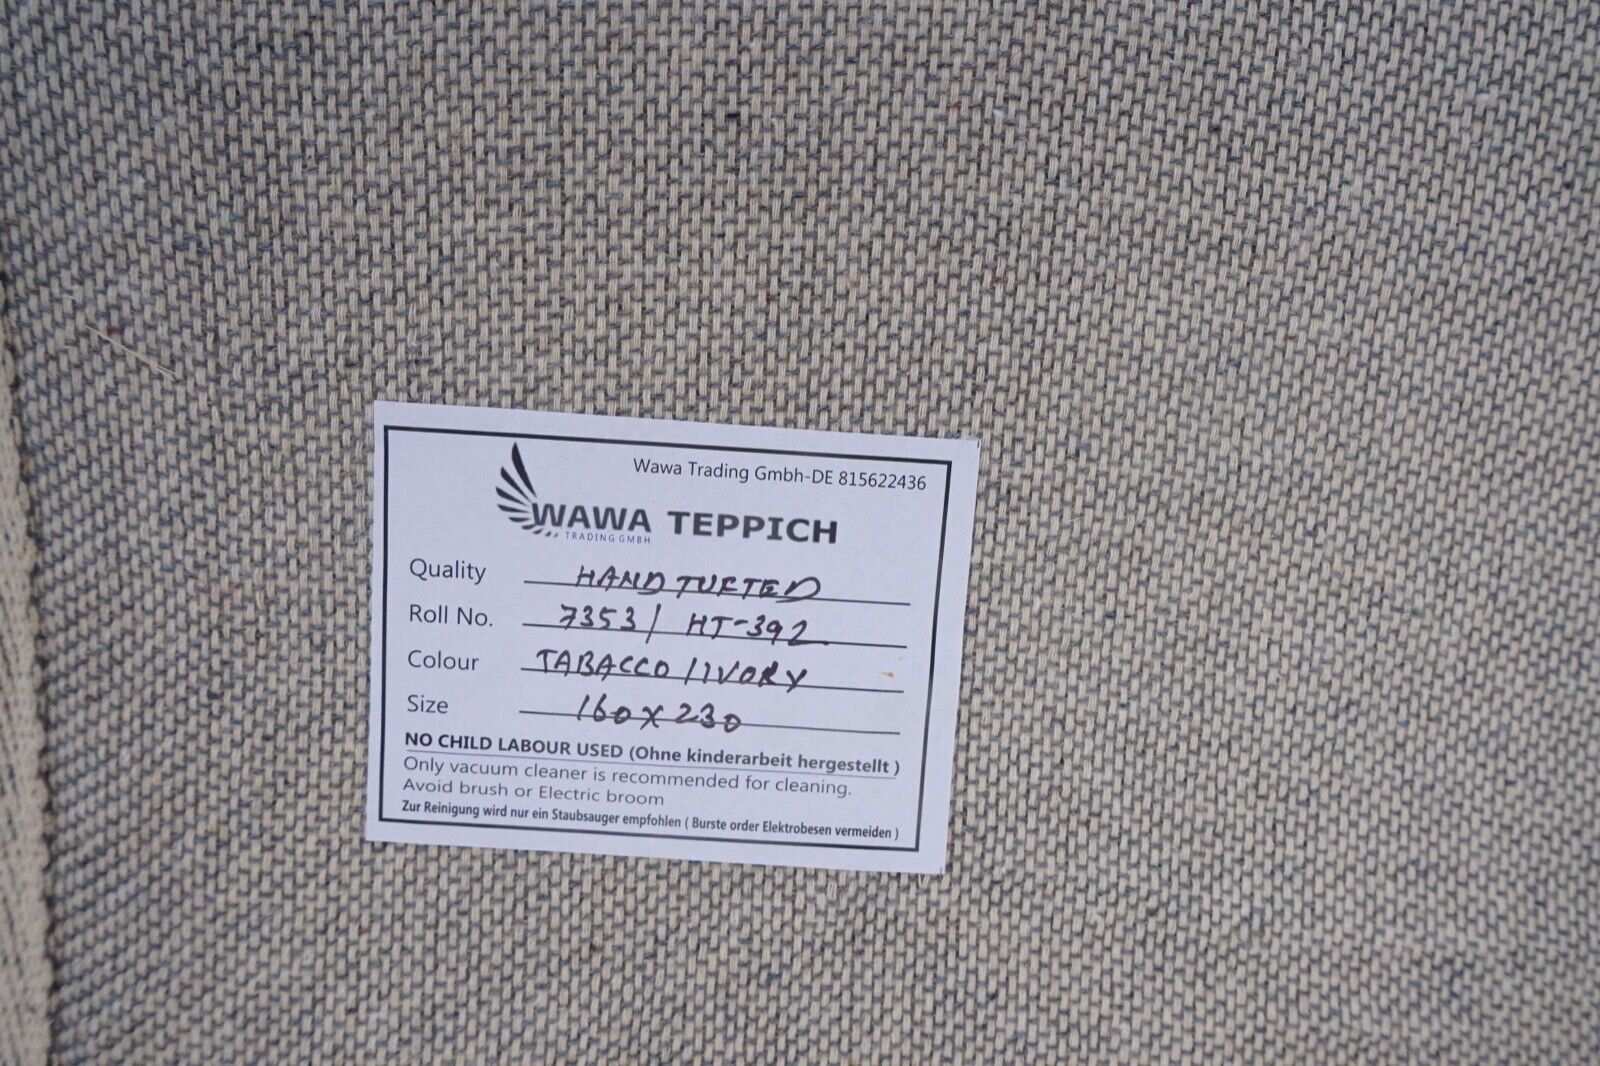 Wawa Trading Gmbh-DE 815622436
WAWA TEPPICH
TRADING GMBH
Quality HAND TUFTED
Roll No. 7353/ HT-392
Colour TABACCO/IVORY
Size 160x230
NO CHILD LABOUR USED (Ohne kinderarbeit hergestellt )
Only vacuum cleaner is recommended for cleaning.
Avoid brush or Electric broom
Zur Reinigung wird nur ein Staubsauger empfohlen ( Burste order Elektrobesen vermeiden )